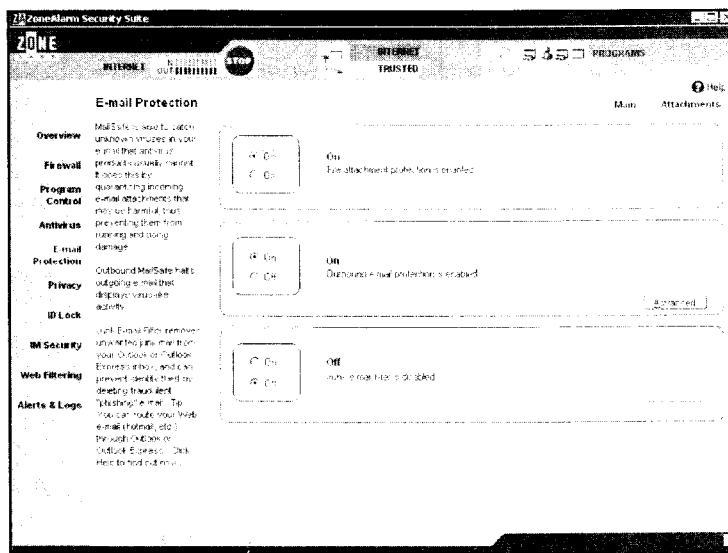 ZoneAlarm Security Suite
ZONE
INTERNET
IN
OUT
STOP
INTERNET
TRUSTED
PROGRAMS
Help
E-mail Protection
Main
Attachments
Overview
Firewall
Program
Control
Antivirus
E-mail
Protection
Privacy
ID Lock
IM Security
Web Filtering
Alerts & Logs
MailSafe is able to catch
unknown viruses in your
e-mail that antivirus
products usually cannot.
It does this by
quarantining incoming
e-mail attachments that
may be harmful, thus
preventing them from
running and doing
damage.
Outbound MailSafe halts
outgoing e-mail that
displays virus-like
activity.
Junk E-mail Filter removes
unwanted junk mail from
your Outlook or Outlook
Express inbox, and can
prevent identity theft by
deleting fraudulent
"phishing" e-mail. Tip:
You can route your Web
e-mail (hotmail, etc.)
through Outlook or
Outlook Express. Click
Help to find out how.
On
On
File attachment protection is enabled
On
On
Outbound e-mail protection is enabled
Advanced
Off
Junk e-mail filter is disabled